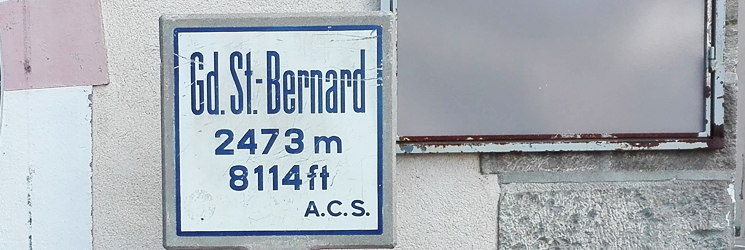 Gd. St.-Bernard
2473 m
8114 ft
A.C.S.